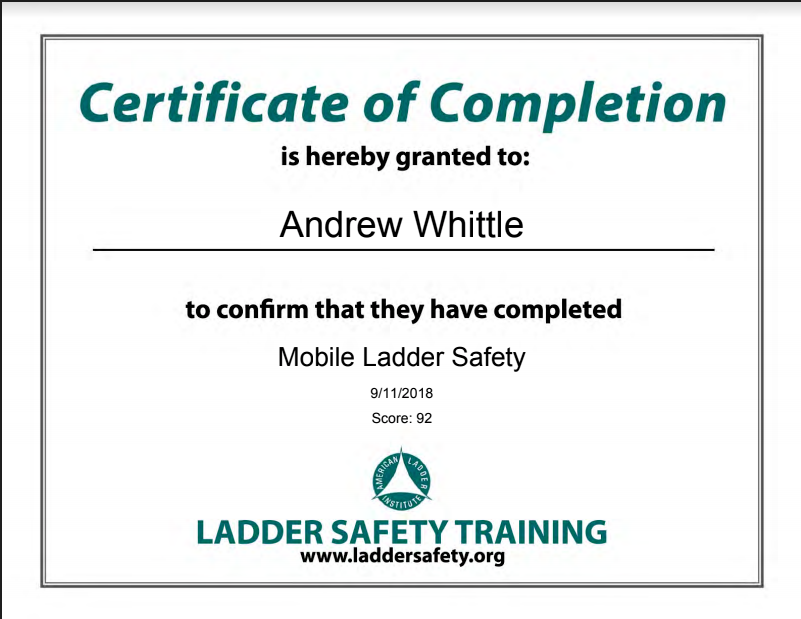 Certificate of Completion
is hereby granted to:
Andrew Whittle
to confirm that they have completed
Mobile Ladder Safety
9/11/2018
Score: 92
AMERICAN LADDER
INSTITUTE
LADDER SAFETY TRAINING
www.laddersafety.org